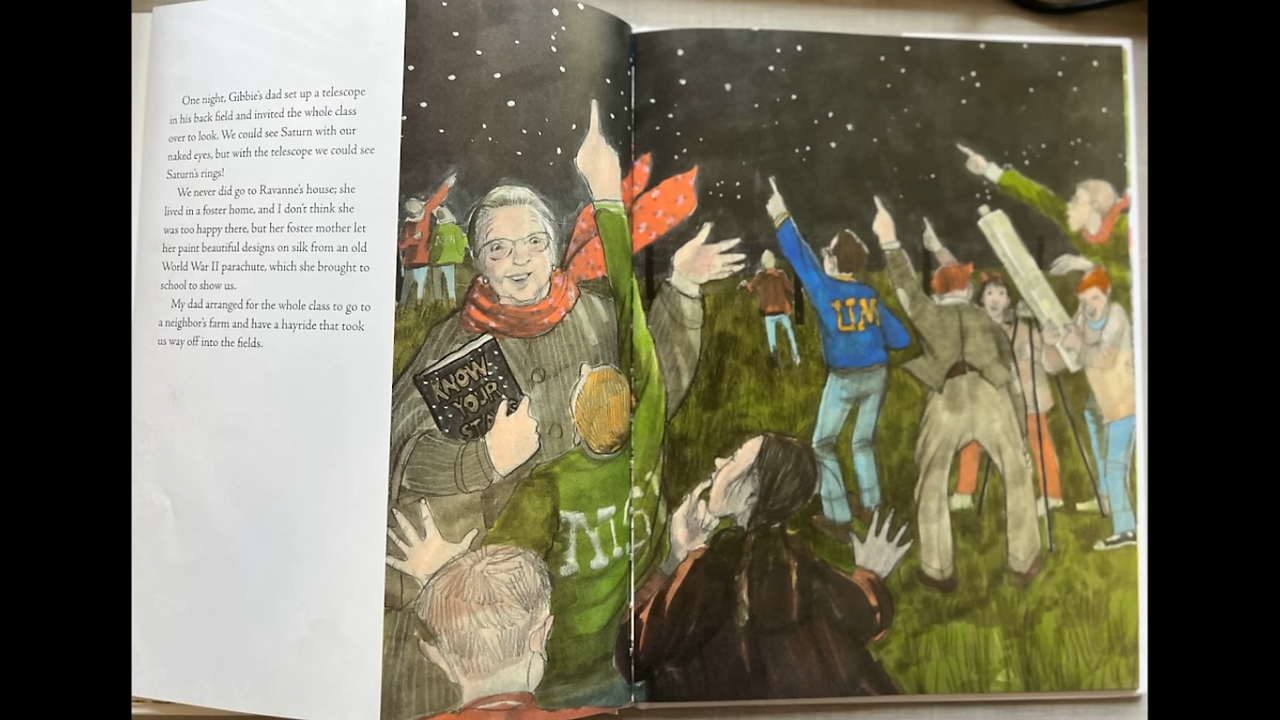 One night, Gibbie's dad set up a telescope
in his back field and invited the whole class
over to look. We could see Saturn with our
naked eyes, but with the telescope we could see
Saturn's rings!
We never did go to Ravanne's house; she
lived in a foster home, and I don't think she
was too happy there, but her foster mother let
her paint beautiful designs on silk from an old
World War II parachute, which she brought to
school to show us.
My dad arranged for the whole class to go to
a neighbor's farm and have a hayride that took
us way off into the fields.
KNOW
YOUR
UM